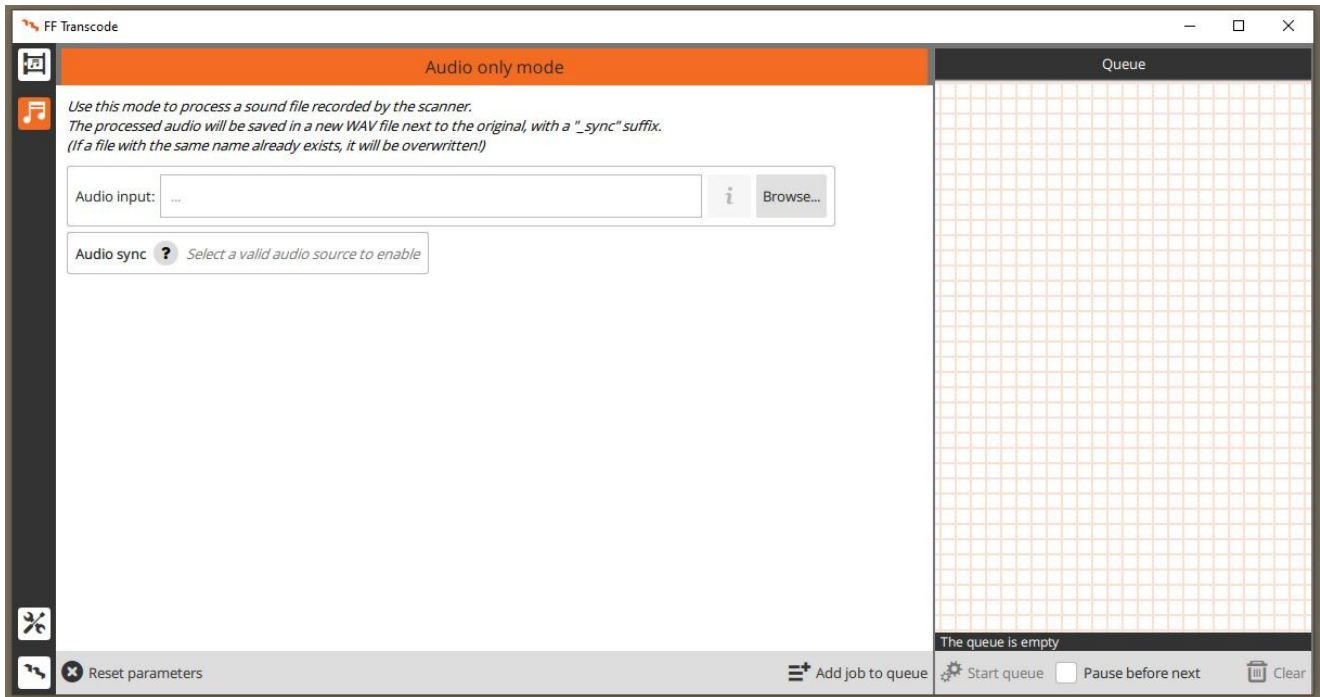 FF Transcode
Audio only mode
Queue
Use this mode to process a sound file recorded by the scanner.
The processed audio will be saved in a new WAV file next to the original, with a "_sync" suffix.
(If a file with the same name already exists, it will be overwritten!)
Audio input: ... i Browse...
Audio sync ? Select a valid audio source to enable
The queue is empty
Reset parameters Add job to queue Start queue Pause before next Clear